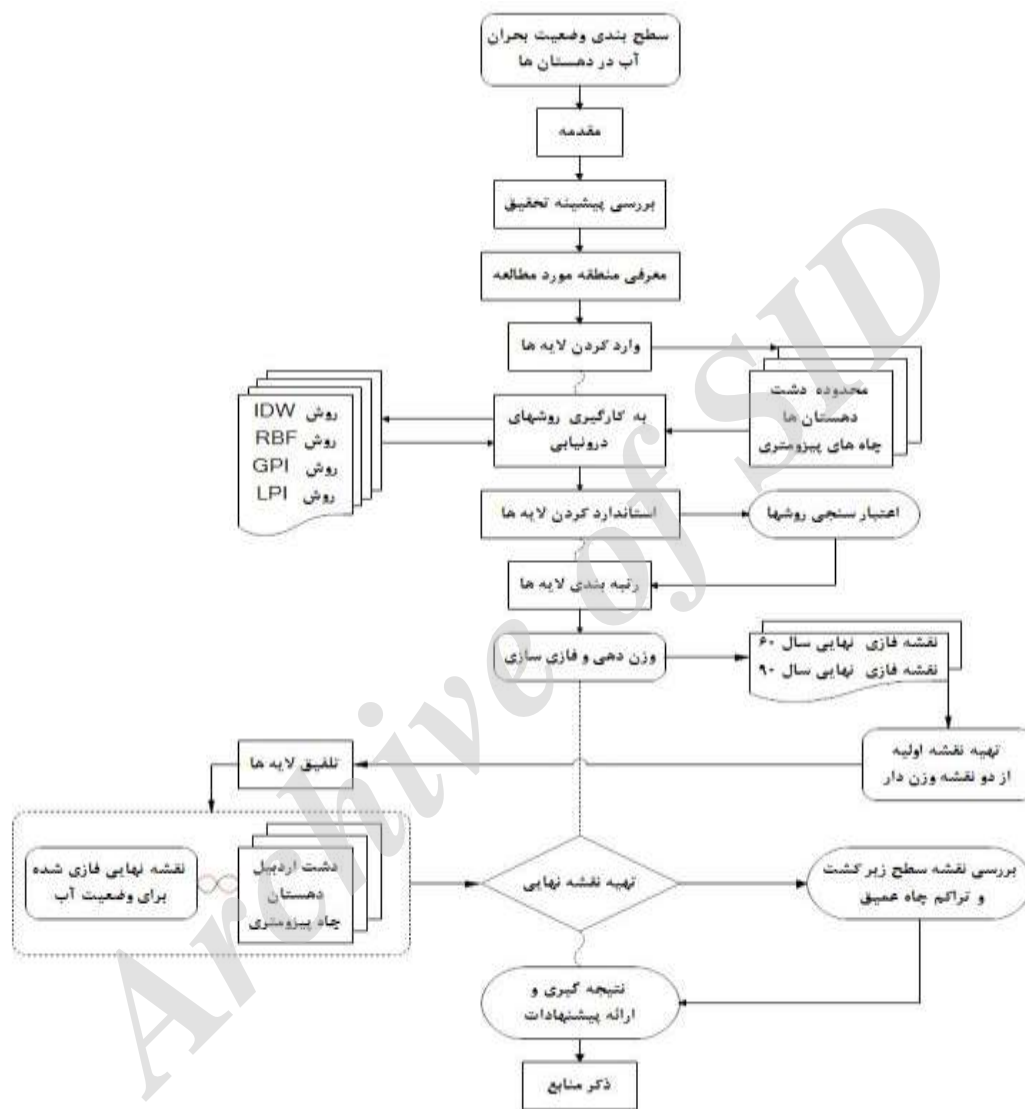 سطح بندی وضعیت بحران
آب در دهستان ها
مقدمه
بررسی پیشینه تحقیق
معرفی منطقه مورد مطالعه
وارد کردن لایه ها
محدوده دشت
دهستان ها
چاه های پیزومتری
به کارگیری روشهای
درونیابی
روش IDW
روش RBF
روش GPI
روش LPI
استاندارد کردن لایه ها
اعتبار سنجی روشها
رتبه بندی لایه ها
وزن دهی و فازی سازی
نقشه فازی نهایی سال ۶۰
نقشه فازی نهایی سال ۹۰
تهیه نقشه اولیه
از دو نقشه وزن دار
تلفیق لایه ها
دشت اردبیل
دهستان
چاه پیزومتری
نقشه نهایی فازی شده
برای وضعیت آب
تهیه نقشه نهایی
بررسی نقشه سطح زیر کشت
و تراکم چاه عمیق
نتیجه گیری و
ارائه پیشنهادات
ذکر منابع
Archive of SID